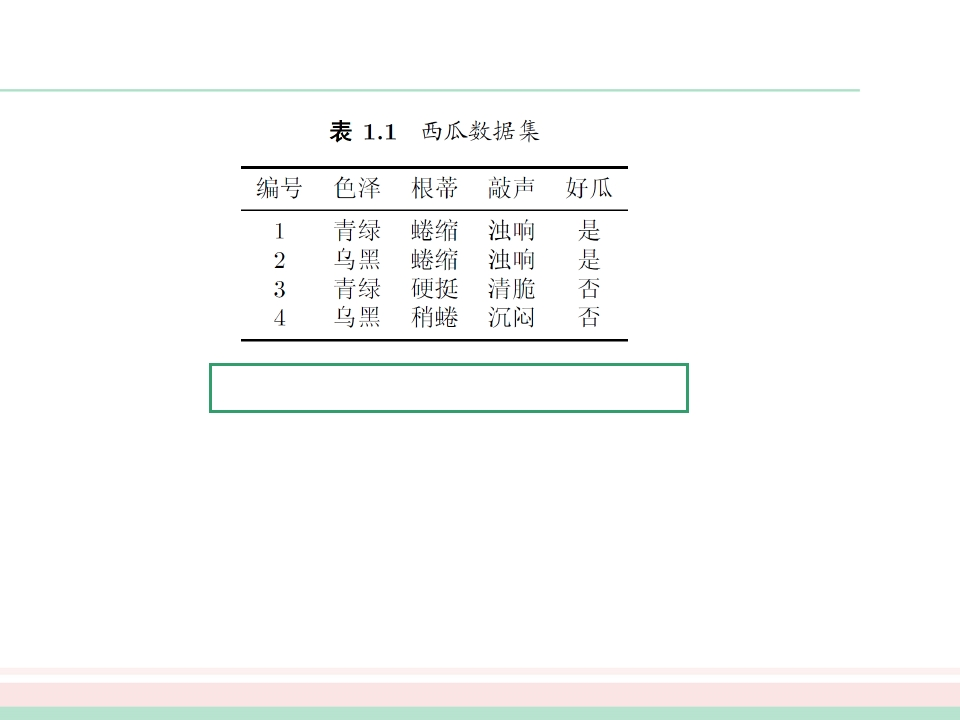 表 1.1 西瓜数据集
编号 色泽 根蒂 敲声 好瓜
1 青绿 蜷缩 浊响 是
2 乌黑 蜷缩 浊响 是
3 青绿 硬挺 清脆 否
4 乌黑 稍蜷 沉闷 否